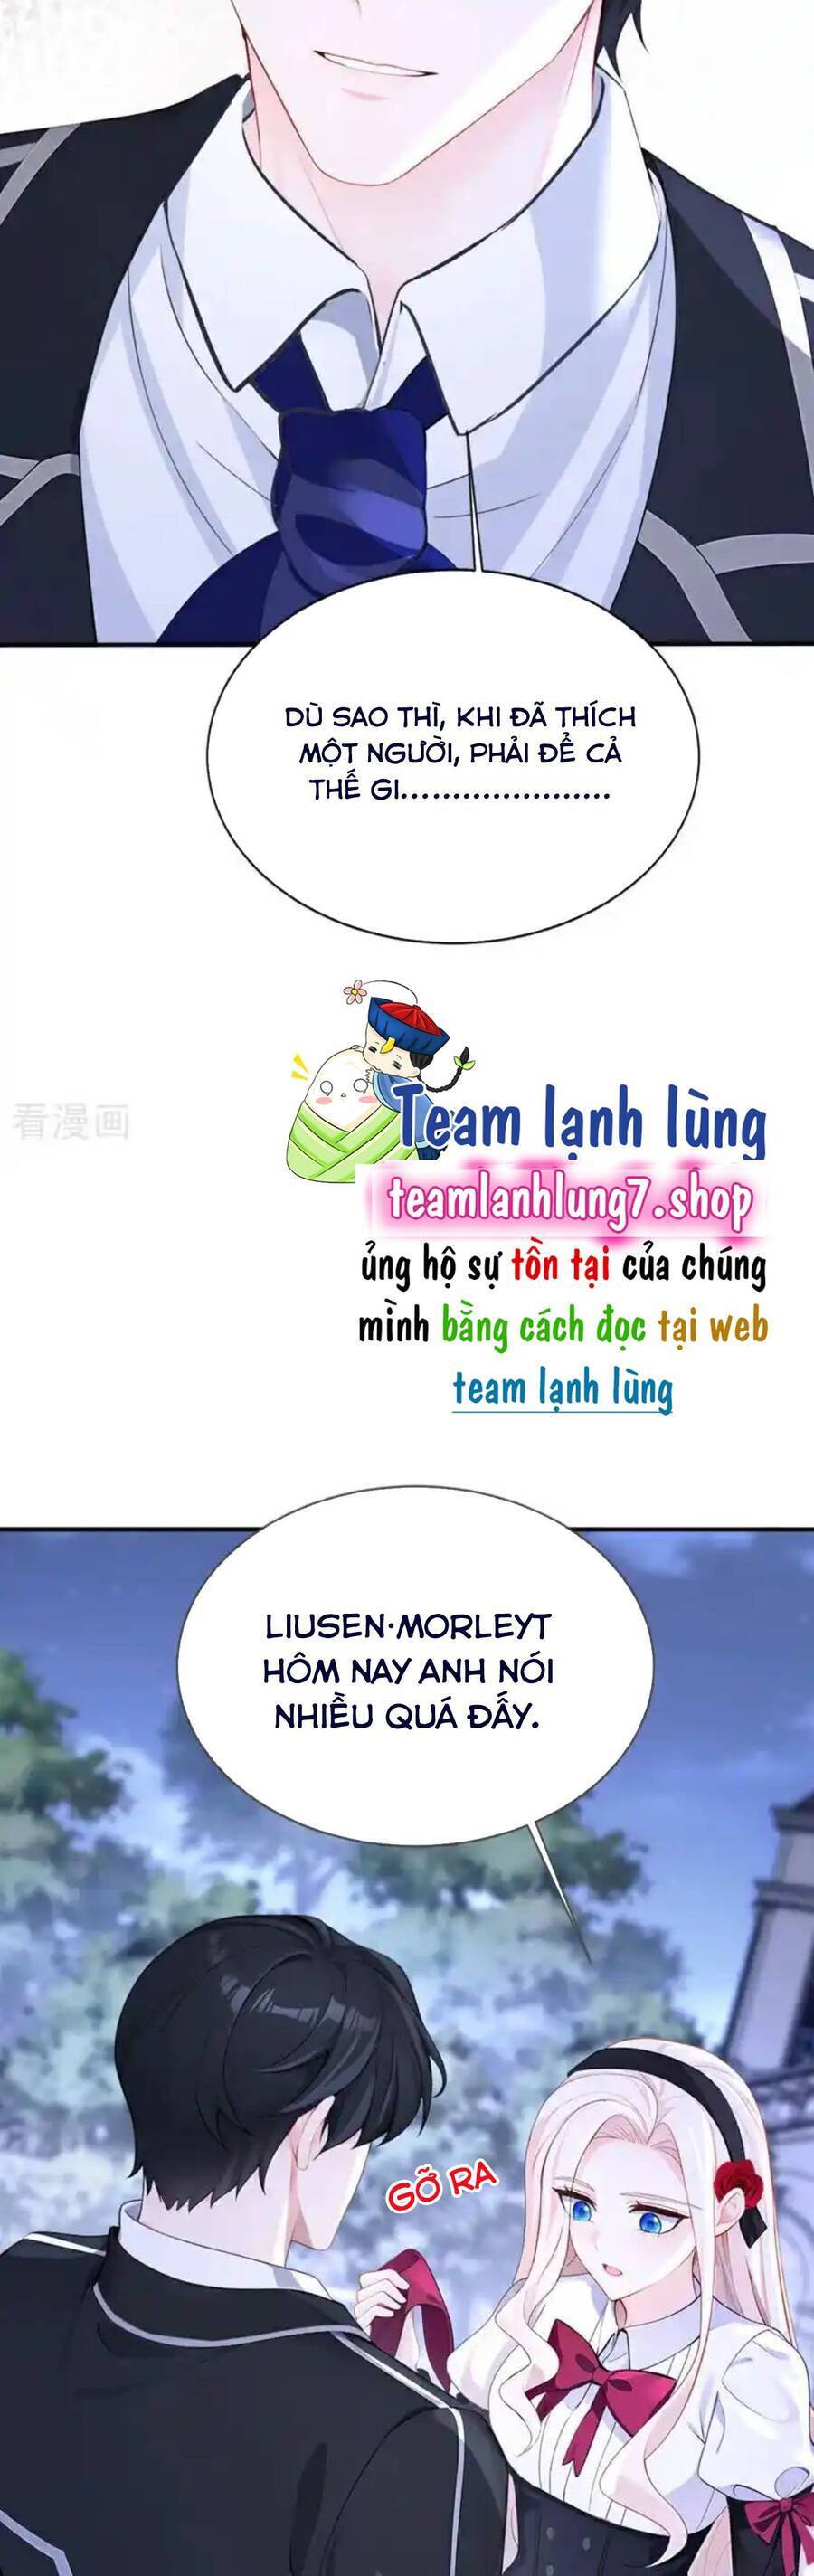 DÙ SAO THÌ, KHI ĐÃ THÍCH
MỘT NGƯỜI, PHẢI ĐỂ CẢ
THẾ GI.....................
看漫画
Team lạnh lùng
teamlanhlung7.shop
ủng hộ sự tồn tại của chúng
mình bằng cách đọc tại web
team lạnh lùng
LIUSEN·MORLEYT
HÔM NAY ANH NÓI
NHIỀU QUÁ ĐẤY.
GỠ RA